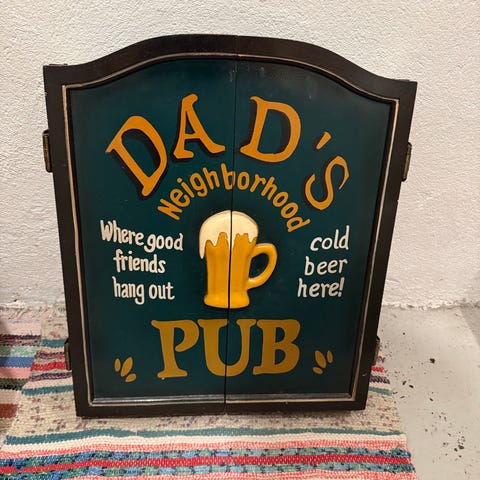 DAD'S
Neighborhood
Where good
friends
hang out
cold
beer
here!
PUB